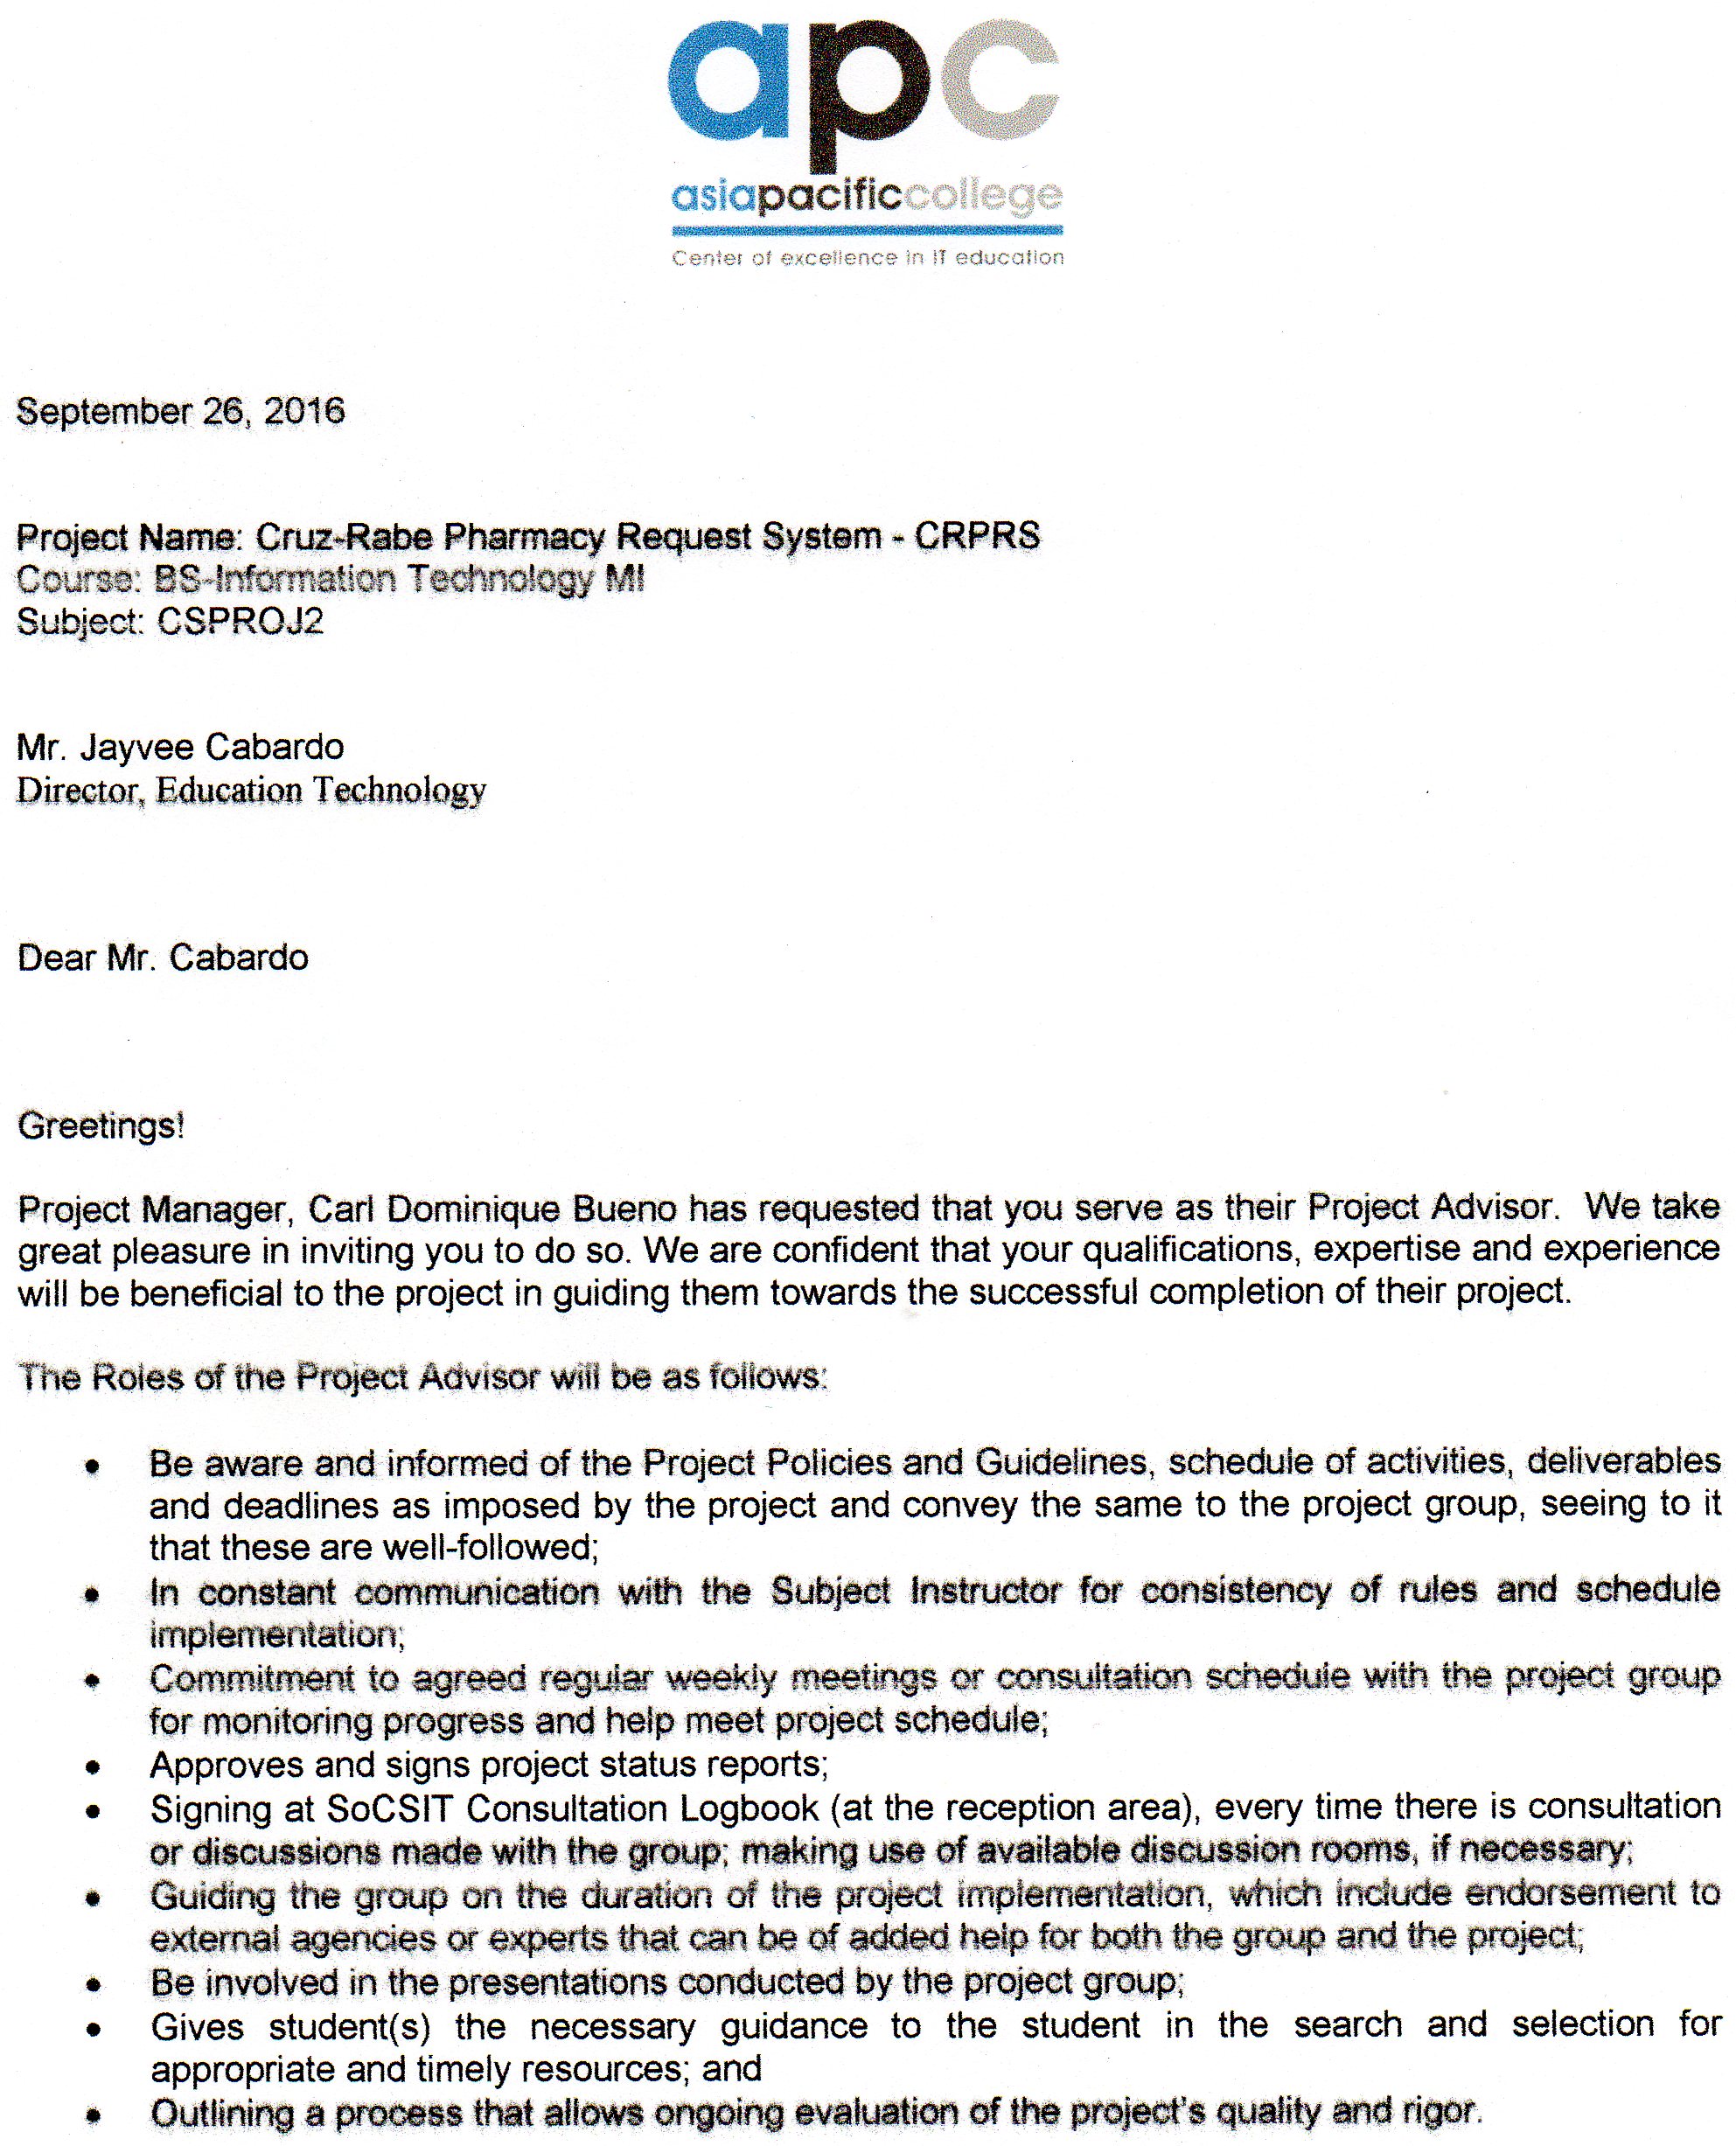 apc
asiapacificcollege
Center of excellence in IT education
September 26, 2016
Project Name: Cruz-Rabe Pharmacy Request System - CRPRS
Course: BS-Information Technology MI
Subject: CSPROJ2
Mr. Jayvee Cabardo
Director, Education Technology
Dear Mr. Cabardo
Greetings!
Project Manager, Carl Dominique Bueno has requested that you serve as their Project Advisor. We take
great pleasure in inviting you to do so. We are confident that your qualifications, expertise and experience
will be beneficial to the project in guiding them towards the successful completion of their project.
The Roles of the Project Advisor will be as follows:
• Be aware and informed of the Project Policies and Guidelines, schedule of activities, deliverables
and deadlines as imposed by the project and convey the same to the project group, seeing to it
that these are well-followed;
• In constant communication with the Subject Instructor for consistency of rules and schedule
implementation;
• Commitment to agreed regular weekly meetings or consultation schedule with the project group
for monitoring progress and help meet project schedule;
• Approves and signs project status reports;
• Signing at SoCSIT Consultation Logbook (at the reception area), every time there is consultation
or discussions made with the group; making use of available discussion rooms, if necessary;
• Guiding the group on the duration of the project implementation, which include endorsement to
external agencies or experts that can be of added help for both the group and the project;
• Be involved in the presentations conducted by the project group;
• Gives student(s) the necessary guidance to the student in the search and selection for
appropriate and timely resources; and
• Outlining a process that allows ongoing evaluation of the project's quality and rigor.